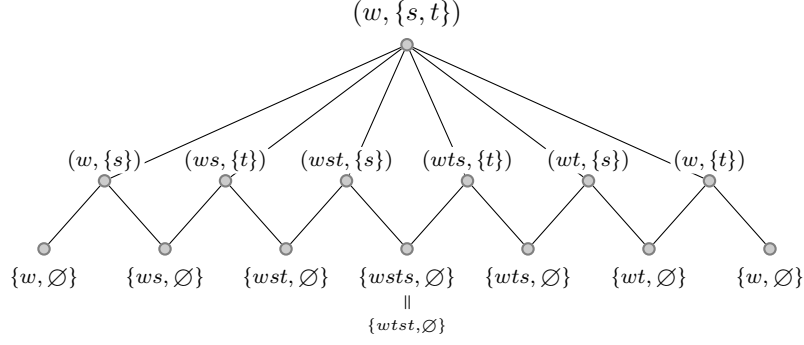 (w, {s, t})
(w, {s}) (ws, {t}) (wst, {s}) (wts, {t}) (wt, {s}) (w, {t})
{w, ∅} {ws, ∅} {wst, ∅} {wsts, ∅} {wts, ∅} {wt, ∅} {w, ∅}
||
{wtst, ∅}